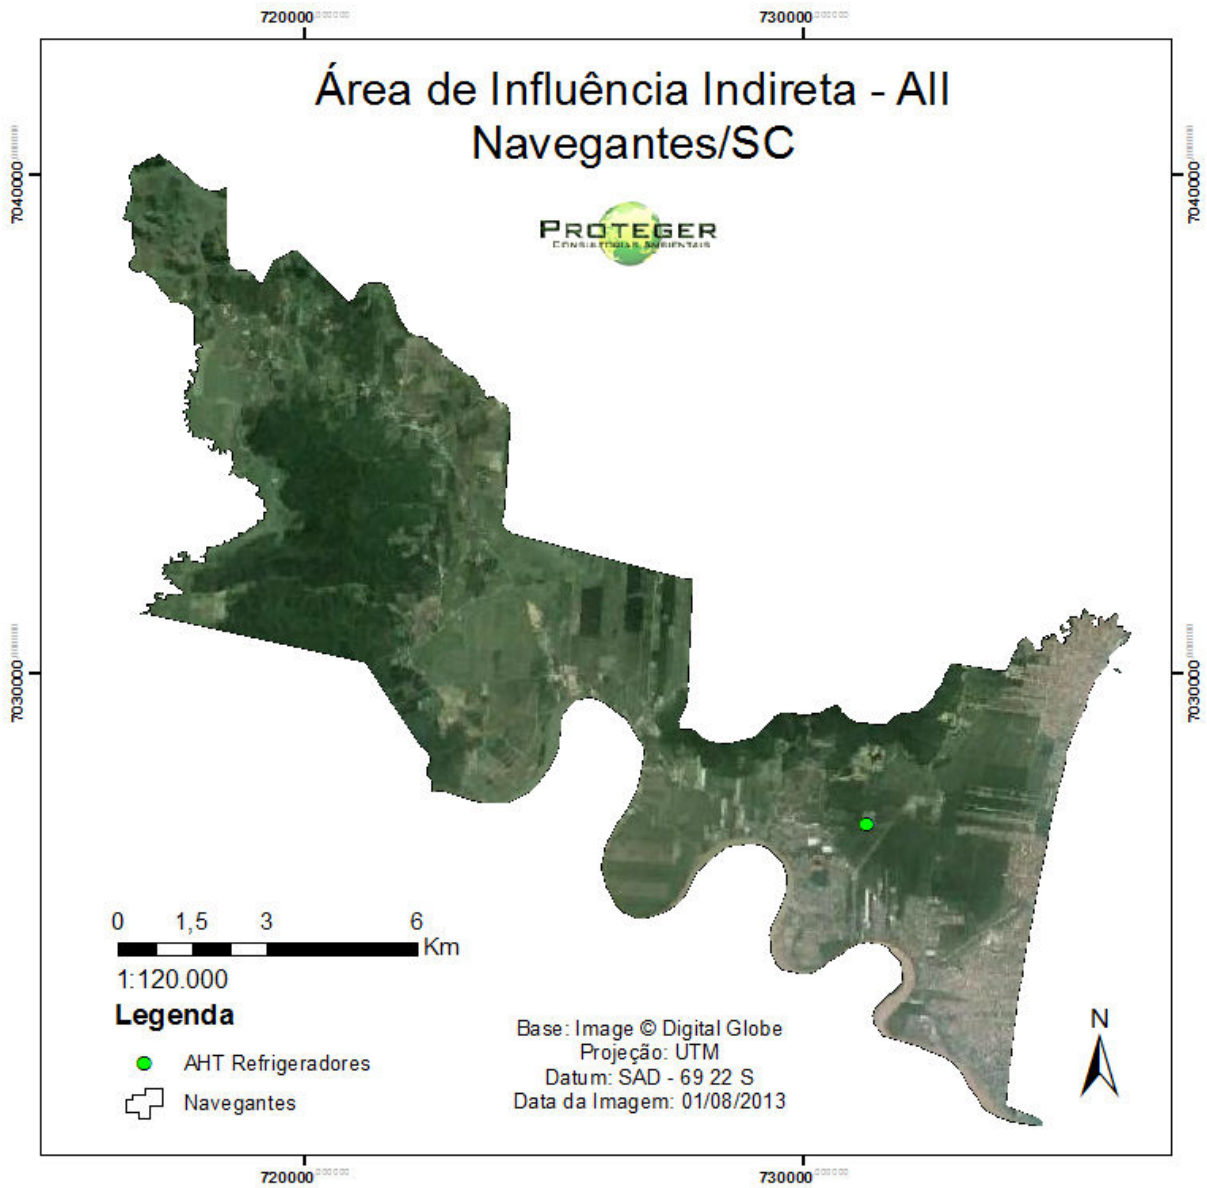 720000 730000
Área de Influência Indireta - AII
Navegantes/SC
PROTEGER
CONSULTORIAS AMBIENTAIS
7040000 7040000
7030000 7030000
0 1,5 3 6
Km
1:120.000
Legenda
AHT Refrigeradores
Navegantes
Base: Image © Digital Globe
Projeção: UTM
Datum: SAD - 69 22 S
Data da Imagem: 01/08/2013
N
720000 730000